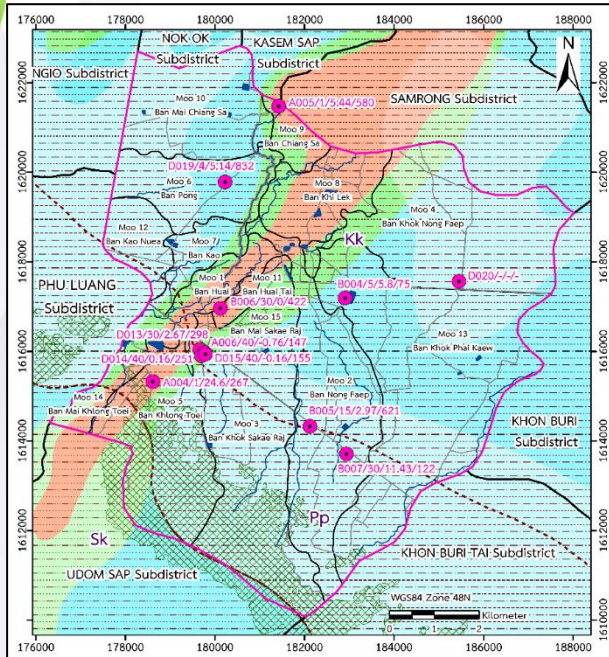 176000 178000 180000 182000 184000 186000 188000
NOK OK
Subdistrict
KASEM SAP
Subdistrict
N
NGIO Subdistrict
1622000
1622000
Moo 10
Ban Mai Chiang Sa
A005/1/5.44/580
SAMRONG Subdistrict
Moo 9
Ban Chiang Sa
1620000
1620000
D019/4/5.14/832
Moo 6
Ban Pong
Moo 8
Ban Khi Lek
Moo 4
Ban Khok Nong Faep
Moo 12
Ban Kao Nuea
Moo 7
Ban Kao
Kk
1618000
1618000
PHU LUANG
Subdistrict
Moo 1
Ban Huai
Moo 11
Ban Huai Tai
B004/5/5.8/75
D020/-/-/-
B006/30/0/422
D013/30/2.67/298
Moo 15
Ban Mai Sakae Raj
A006/40/-0.76/147
Moo 13
Ban Khok Phai Kaew
1616000
1616000
D014/40/0.16/251
D015/40/-0.16/155
A004/1/24.6/267
Moo 14
Ban Mai Khlong Toei
Moo 5
Ban Khlong Toei
Moo 2
Ban Nong Faep
B005/15/2.97/621
Moo 3
Ban Khok Sakae Raj
KHON BURI
Subdistrict
1614000
1614000
B007/30/11.43/122
Sk
Pp
1612000
1612000
KHON BURI TAI Subdistrict
UDOM SAP Subdistrict
WGS84 Zone 48N
Kilometer
0 1 2
1610000
1610000
176000 178000 180000 182000 184000 186000 188000